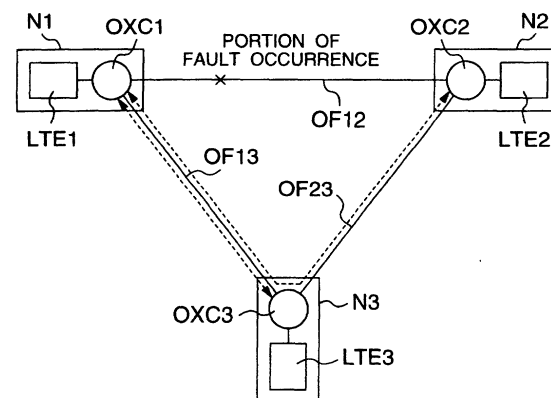 N1
OXC1
PORTION OF
FAULT OCCURRENCE
OXC2
N2
LTE1
OF12
LTE2
OF13
OF23
OXC3
N3
LTE3